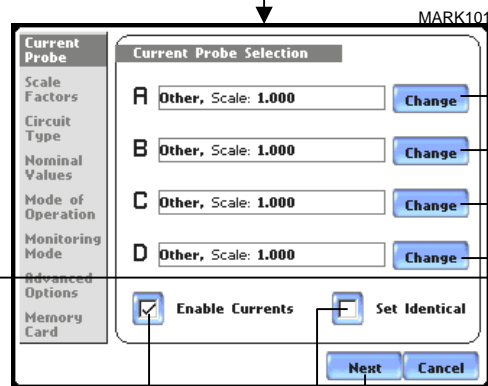 MARK101
Current
Probe
Scale
Factors
Circuit
Type
Nominal
Values
Mode of
Operation
Monitoring
Mode
Advanced
Options
Memory
Card
Current Probe Selection
A Other, Scale: 1.000 Change
B Other, Scale: 1.000 Change
C Other, Scale: 1.000 Change
D Other, Scale: 1.000 Change
Enable Currents Set Identical
Next Cancel